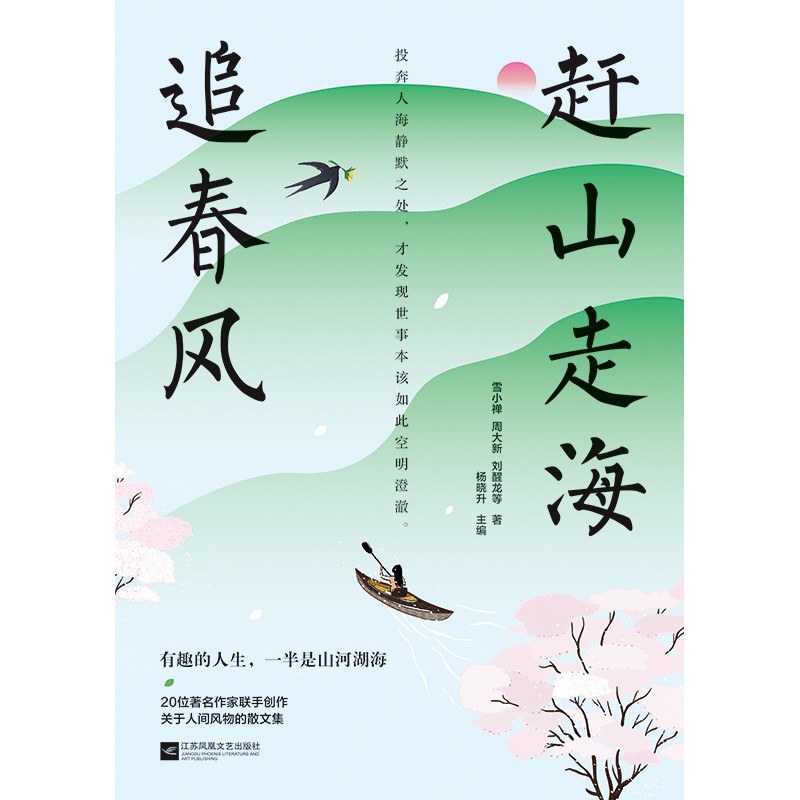 赶山走海
追春风
投奔人海静默之处，才发现世事本该如此空明澄澈。
雪小禅 周大新 刘醒龙等 著
杨晓升 主编
有趣的人生，一半是山河湖海
20位著名作家联手创作
关于人间风物的散文集
江苏凤凰文艺出版社
JIANGSU PHOENIX LITERATURE AND
ART PUBLISHING